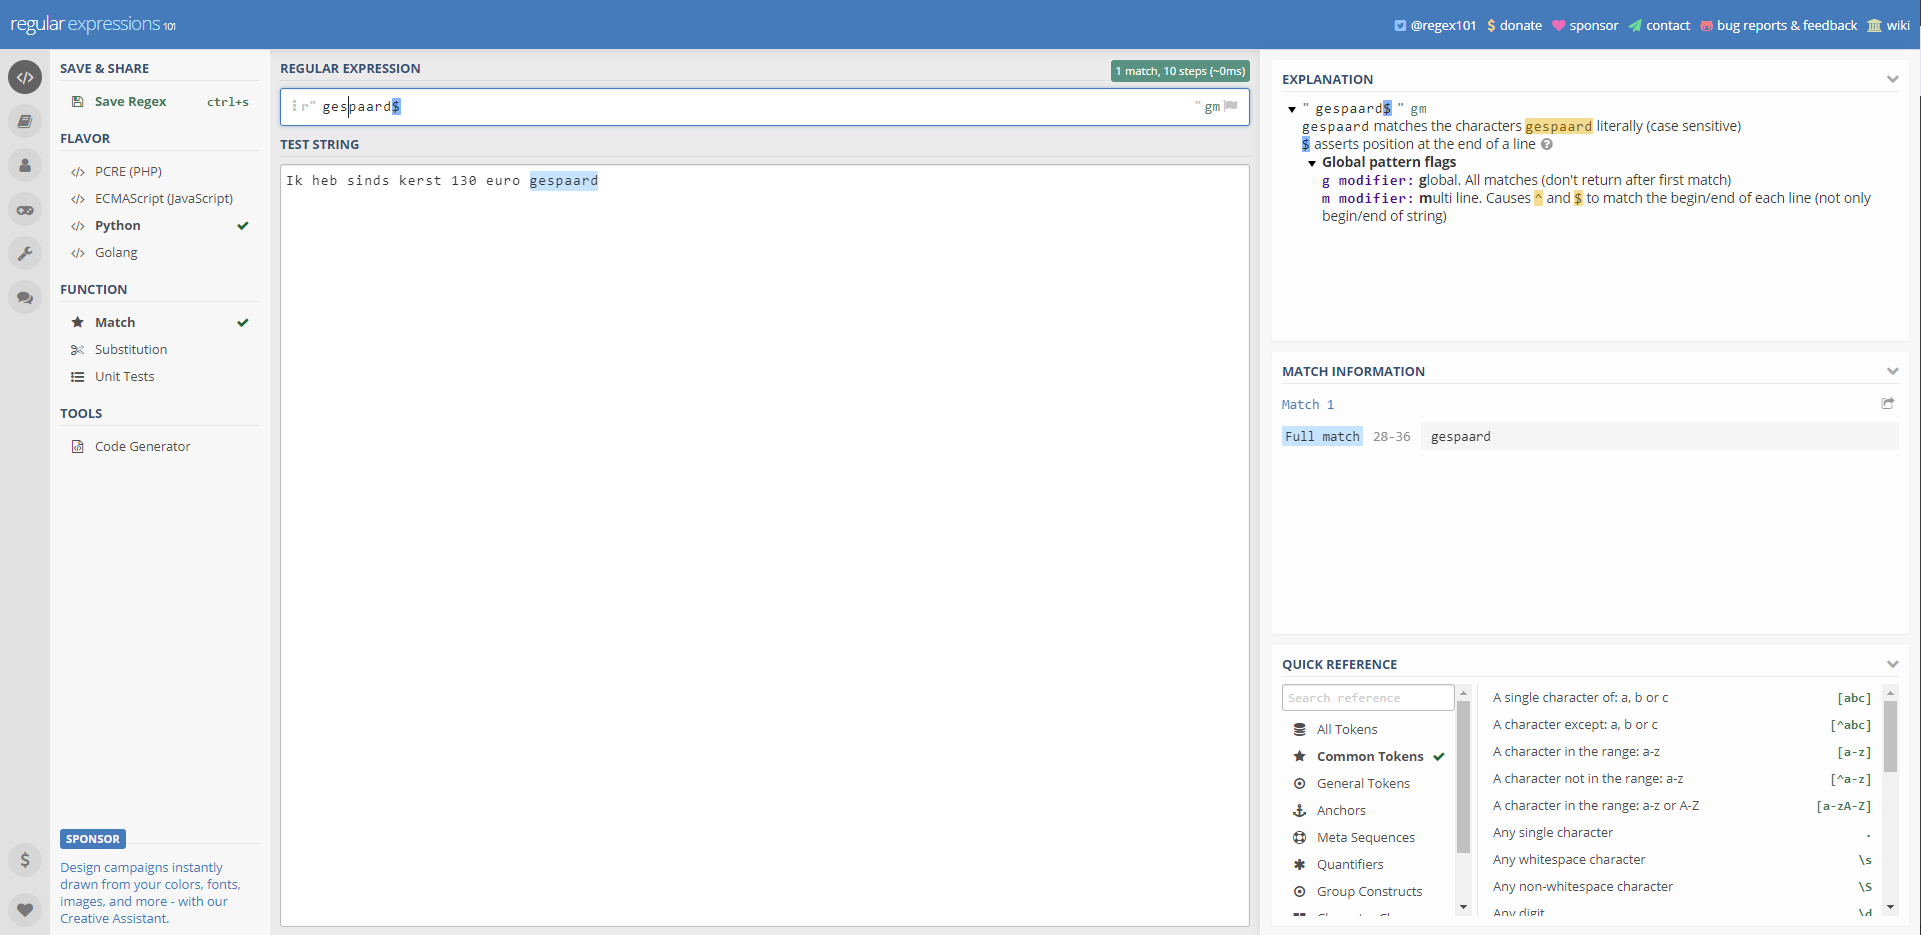 regular expressions 101
@regex101 $ donate sponsor contact bug reports & feedback wiki
SAVE & SHARE
Save Regex ctrl+s
FLAVOR
</> PCRE (PHP)
</> ECMAScript (JavaScript)
</> Python
</> Golang
FUNCTION
Match
Substitution
Unit Tests
TOOLS
Code Generator
SPONSOR
Design campaigns instantly
drawn from your colors, fonts,
images, and more - with our
Creative Assistant.
REGULAR EXPRESSION
1 match, 10 steps (~0ms)
r" gespaard$ " gm
TEST STRING
Ik heb sinds kerst 130 euro gespaard
EXPLANATION
" gespaard$ " gm
gespaard matches the characters gespaard literally (case sensitive)
$ asserts position at the end of a line
Global pattern flags
g modifier: global. All matches (don't return after first match)
m modifier: multi line. Causes ^ and $ to match the begin/end of each line (not only
begin/end of string)
MATCH INFORMATION
Match 1
Full match 28-36 gespaard
QUICK REFERENCE
Search reference
All Tokens
Common Tokens
General Tokens
Anchors
Meta Sequences
Quantifiers
Group Constructs
A single character of: a, b or c [abc]
A character except: a, b or c [^abc]
A character in the range: a-z [a-z]
A character not in the range: a-z [^a-z]
A character in the range: a-z or A-Z [a-zA-Z]
Any single character .
Any whitespace character \s
Any non-whitespace character \S
Any digit \d